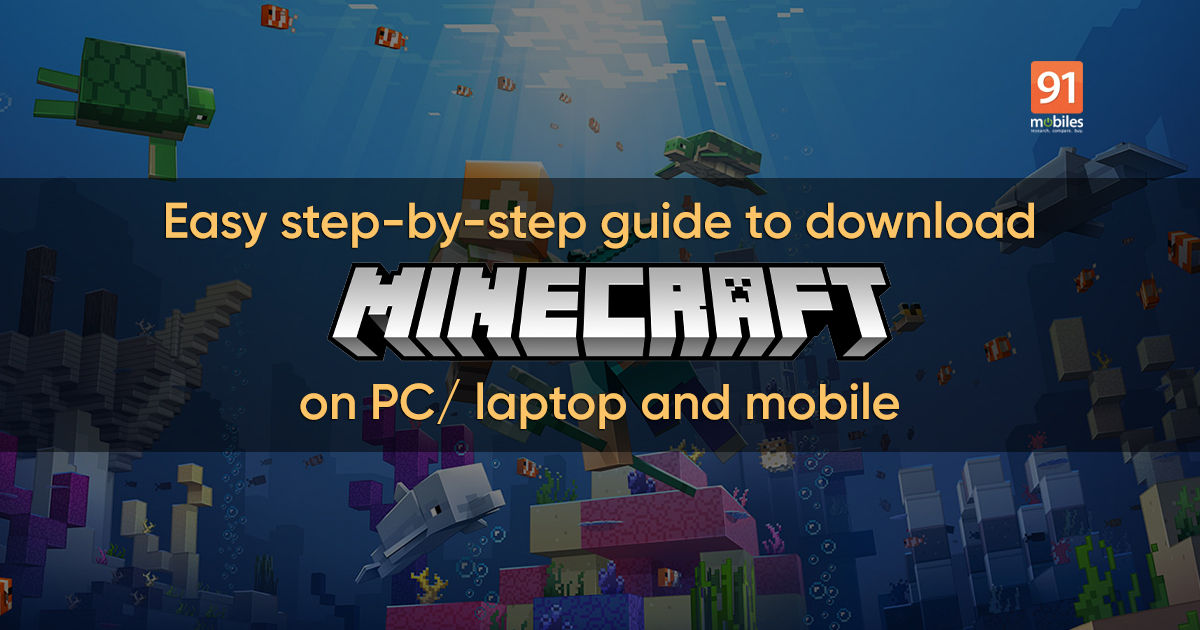 91
mobiles
research. compare. buy.
Easy step-by-step guide to download
MINECRAFT
on PC/ laptop and mobile